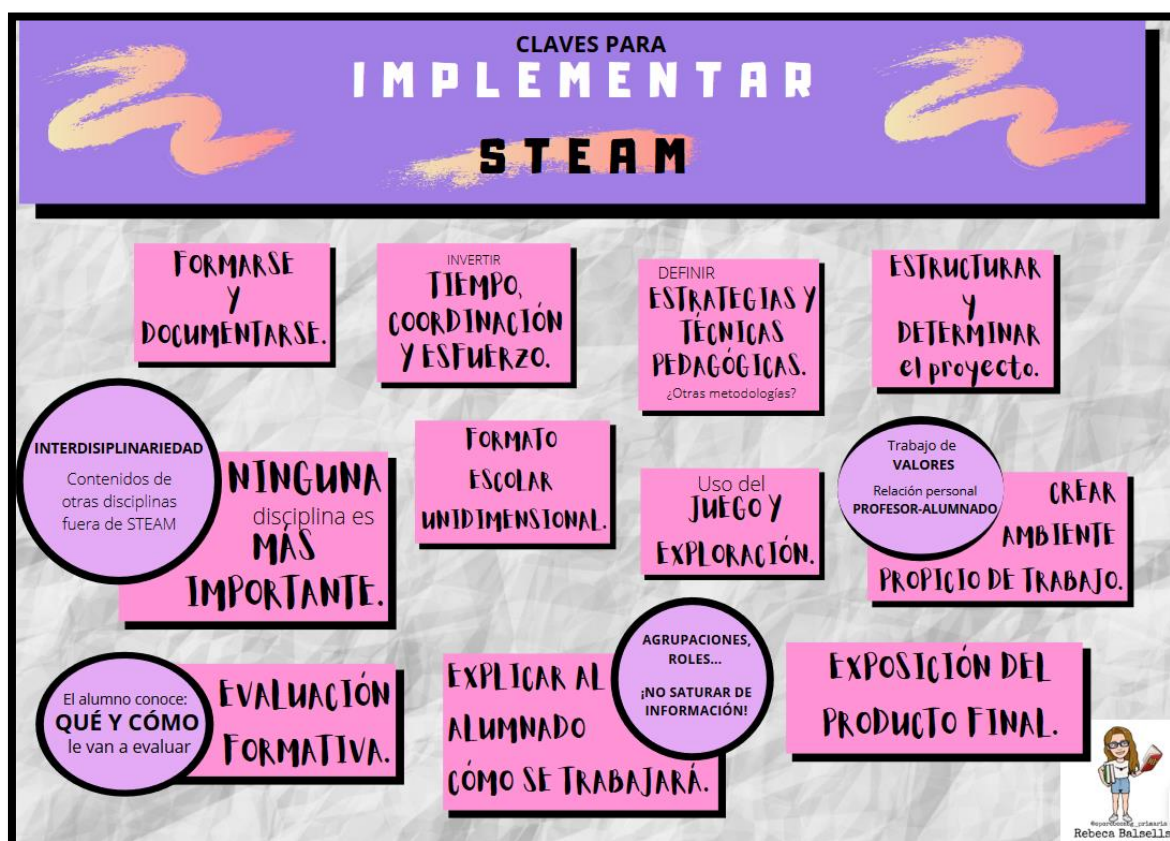 CLAVES PARA
IMPLEMENTAR
STEAM
FORMARSE
Y
DOCUMENTARSE.
INVERTIR
TIEMPO,
COORDINACIÓN
Y ESFUERZO.
DEFINIR
ESTRATEGIAS Y
TÉCNICAS
PEDAGÓGICAS.
¿Otras metodologías?
ESTRUCTURAR
Y
DETERMINAR
el proyecto.
INTERDISIPLINARIEDAD
Contenidos de
otras disciplinas
fuera de STEAM
NINGUNA
disciplina es
MÁS
IMPORTANTE.
FORMATO
ESCOLAR
UNIDIMENSIONAL.
Uso del
JUEGO Y
EXPLORACIÓN.
Trabajo de
VALORES
Relación personal
PROFESOR-ALUMNADO
CREAR
AMBIENTE
PROPICIO DE TRABAJO.
El alumno conoce:
QUÉ Y CÓMO
le van a evaluar
EVALUACIÓN
FORMATIVA.
EXPLICAR AL
ALUMNADO
CÓMO SE TRABAJARÁ.
AGRUPACIONES,
ROLES...
¡NO SATURAR DE
INFORMACIÓN!
EXPOSICIÓN DEL
PRODUCTO FINAL.
Rebeca Balsells